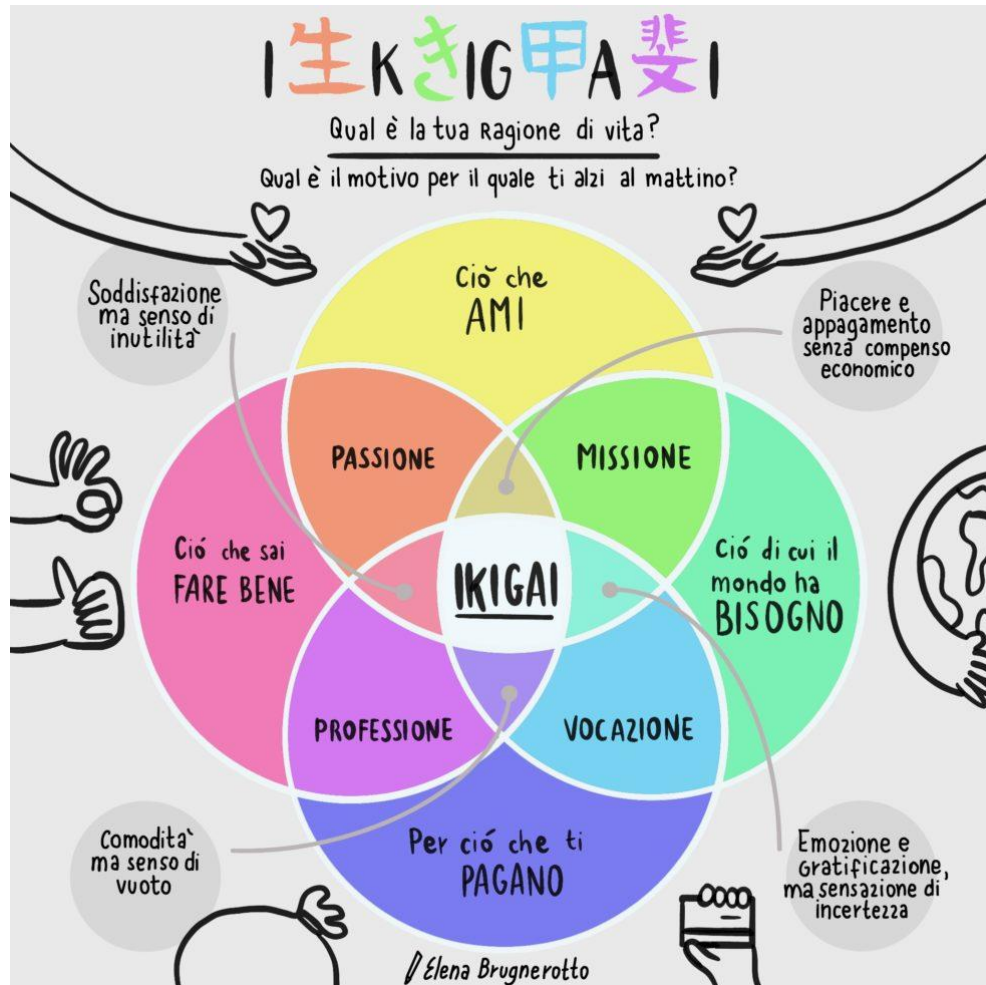 I生KきIG甲A斐I
Qual è la tua Ragione di vita?
Qual è il motivo per il quale ti alzi al mattino?
Soddisfazione
ma senso di
inutilità
Ciò che
AMI
Piacere e
appagamento
senza compenso
economico
PASSIONE
MISSIONE
Ció che sai
FARE BENE
IKIGAI
Ció di cui il
mondo ha
BISOGNO
PROFESSIONE
VOCAZIONE
Comodità
ma senso di
vuoto
Per ció che ti
PAGANO
Emozione e
Gratificazione,
ma sensazione di
incertezza
Elena Brugnerotto